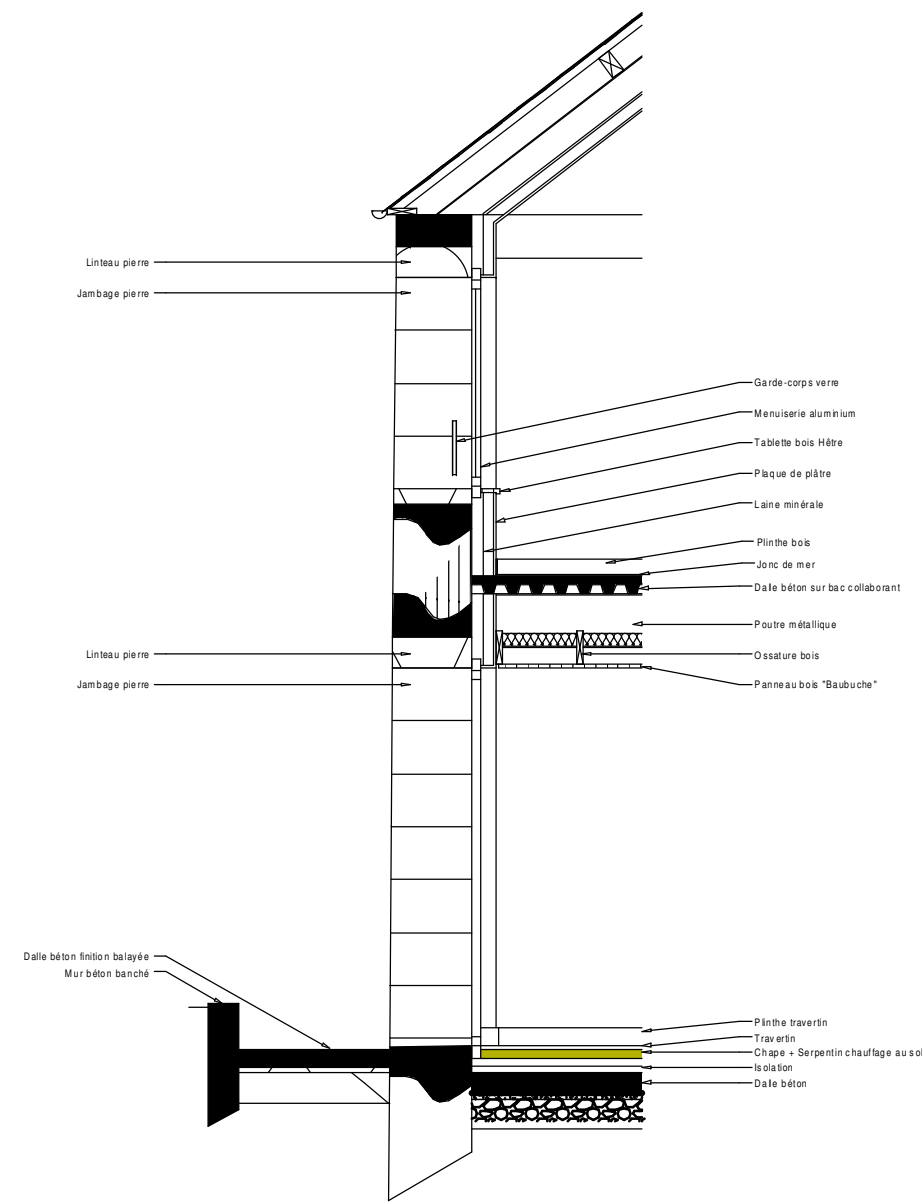 Linteau pierre
Jambage pierre
Garde-corps verre
Menuiserie aluminium
Tablette bois Hêtre
Plaque de plâtre
Laine minérale
Plinthe bois
Jonc de mer
Dalle béton sur bac collaborant
Poutre métallique
Linteau pierre
Ossature bois
Jambage pierre
Panneau bois "Baubuche"
Dalle béton finition balayée
Mur béton banché
Plinthe travertin
Travertin
Chape + Serpentin chauffage au sol
Isolation
Dalle béton